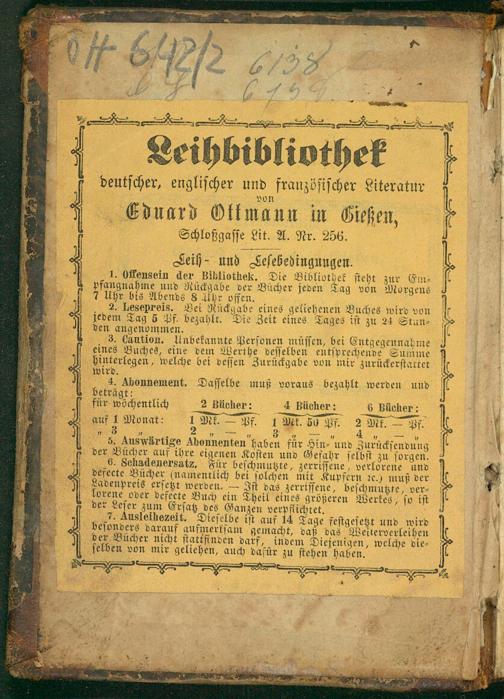 OH 642/2 6138
Leihbibliothek
deutscher, englischer und französischer Literatur
von
Eduard Ottmann in Gießen,
Schloßgasse Lit. A. Nr. 256.
Leih- und Lesebedingungen.
1. Offensein der Bibliothek. Die Bibliothek steht zur Em-
pfangnahme und Rückgabe der Bücher jeden Tag von Morgens
7 Uhr bis Abends 8 Uhr offen.
2. Lesepreis. Bei Rückgabe eines geliehenen Buches wird von
jedem Tag 5 Pf. bezahlt. Die Zeit eines Tages ist zu 24 Stun-
den angenommen.
3. Caution. Unbekannte Personen müssen, bei Entgegennahme
eines Buches, eine dem Werthe desselben entsprechende Summe
hinterlegen, welche bei dessen Zurückgabe von mir zurückerstattet
wird.
4. Abonnement. Dasselbe muß voraus bezahlt werden und
beträgt:
für wöchentlich 2 Bücher: 4 Bücher: 6 Bücher:
auf 1 Monat: 1 Mk. — Pf. 1 Mk. 50 Pf. 2 Mk. — Pf.
„ 3 „ 2 „ — „ 3 „ — „ 4 „ — „
5. Auswärtige Abonnenten haben für Hin- und Zurücksendung
der Bücher auf ihre eigenen Kosten und Gefahr selbst zu sorgen.
6. Schadenersatz. Für beschmutzte, zerrissene, verlorene und
defecte Bücher (namentlich bei solchen mit Kupfern ꝛc.) muß der
Ladenpreis ersetzt werden. — Ist das zerrissene, beschmutzte, ver-
lorene oder defecte Buch ein Theil eines größeren Werkes, so ist
der Leser zum Ersatz des Ganzen verpflichtet.
7. Ausleihezeit. Dieselbe ist auf 14 Tage festgesetzt und wird
besonders darauf aufmerksam gemacht, daß das Weiterverleihen
der Bücher nicht stattfinden darf, indem Diejenigen, welche die-
selben von mir geliehen, auch dafür zu stehen haben.